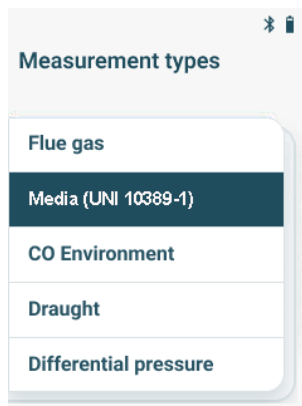 Measurement types
Flue gas
Media (UNI 10389-1)
CO Environment
Draught
Differential pressure